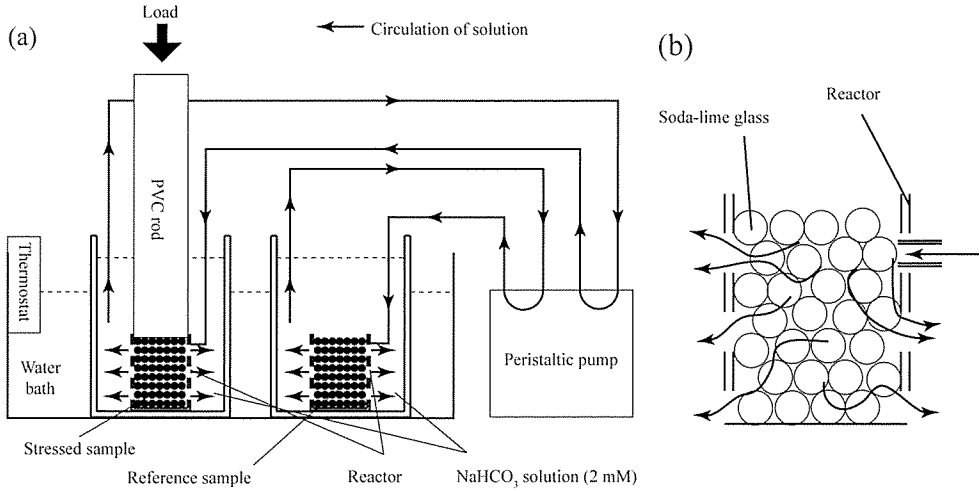 (a)
Load
Circulation of solution
PVC rod
Thermostat
Water
bath
Peristaltic pump
Stressed sample
Reference sample
Reactor
NaHCO₃ solution (2 mM)
(b)
Reactor
Soda-lime glass